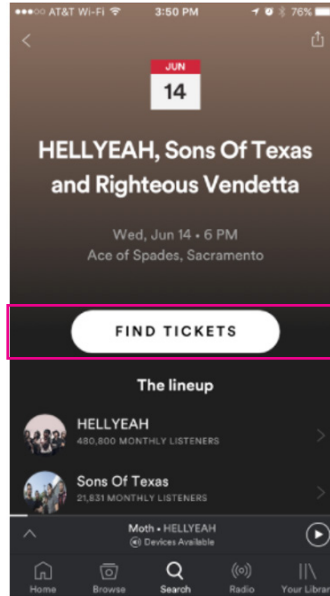 AT&T Wi-Fi 3:50 PM 76%
JUN
14
HELLYEAH, Sons Of Texas
and Righteous Vendetta
Wed, Jun 14 • 6 PM
Ace of Spades, Sacramento
FIND TICKETS
The lineup
HELLYEAH
480,800 MONTHLY LISTENERS
Sons Of Texas
21,831 MONTHLY LISTENERS
Moth • HELLYEAH
Devices Available
Home Browse Search Radio Your Librar